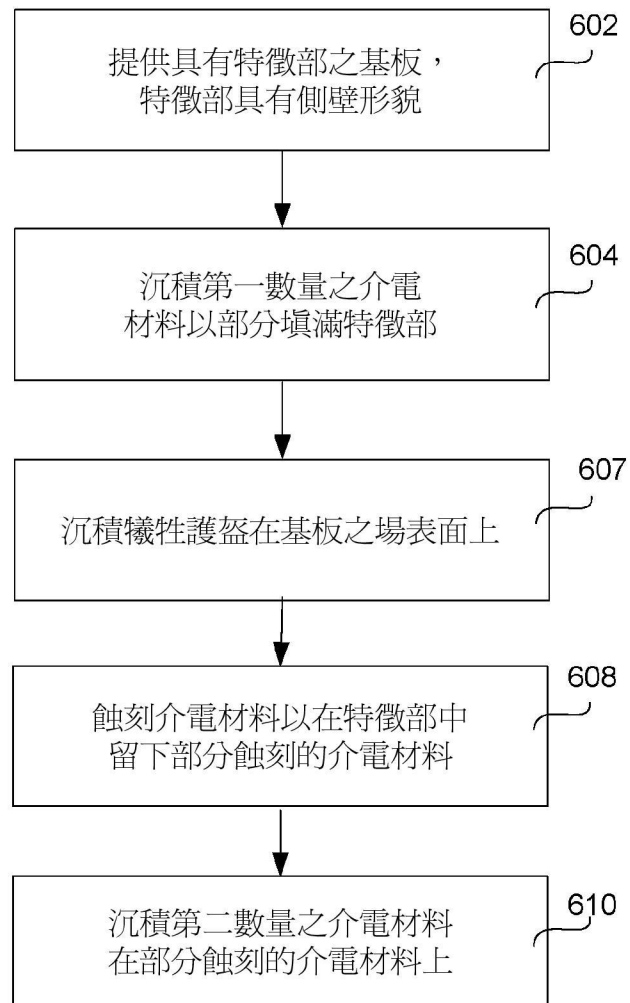 602
提供具有特徵部之基板，
特徵部具有側壁形貌
604
沉積第一數量之介電
材料以部分填滿特徵部
607
沉積犧牲護盔在基板之場表面上
608
蝕刻介電材料以在特徵部中
留下部分蝕刻的介電材料
610
沉積第二數量之介電材料
在部分蝕刻的介電材料上